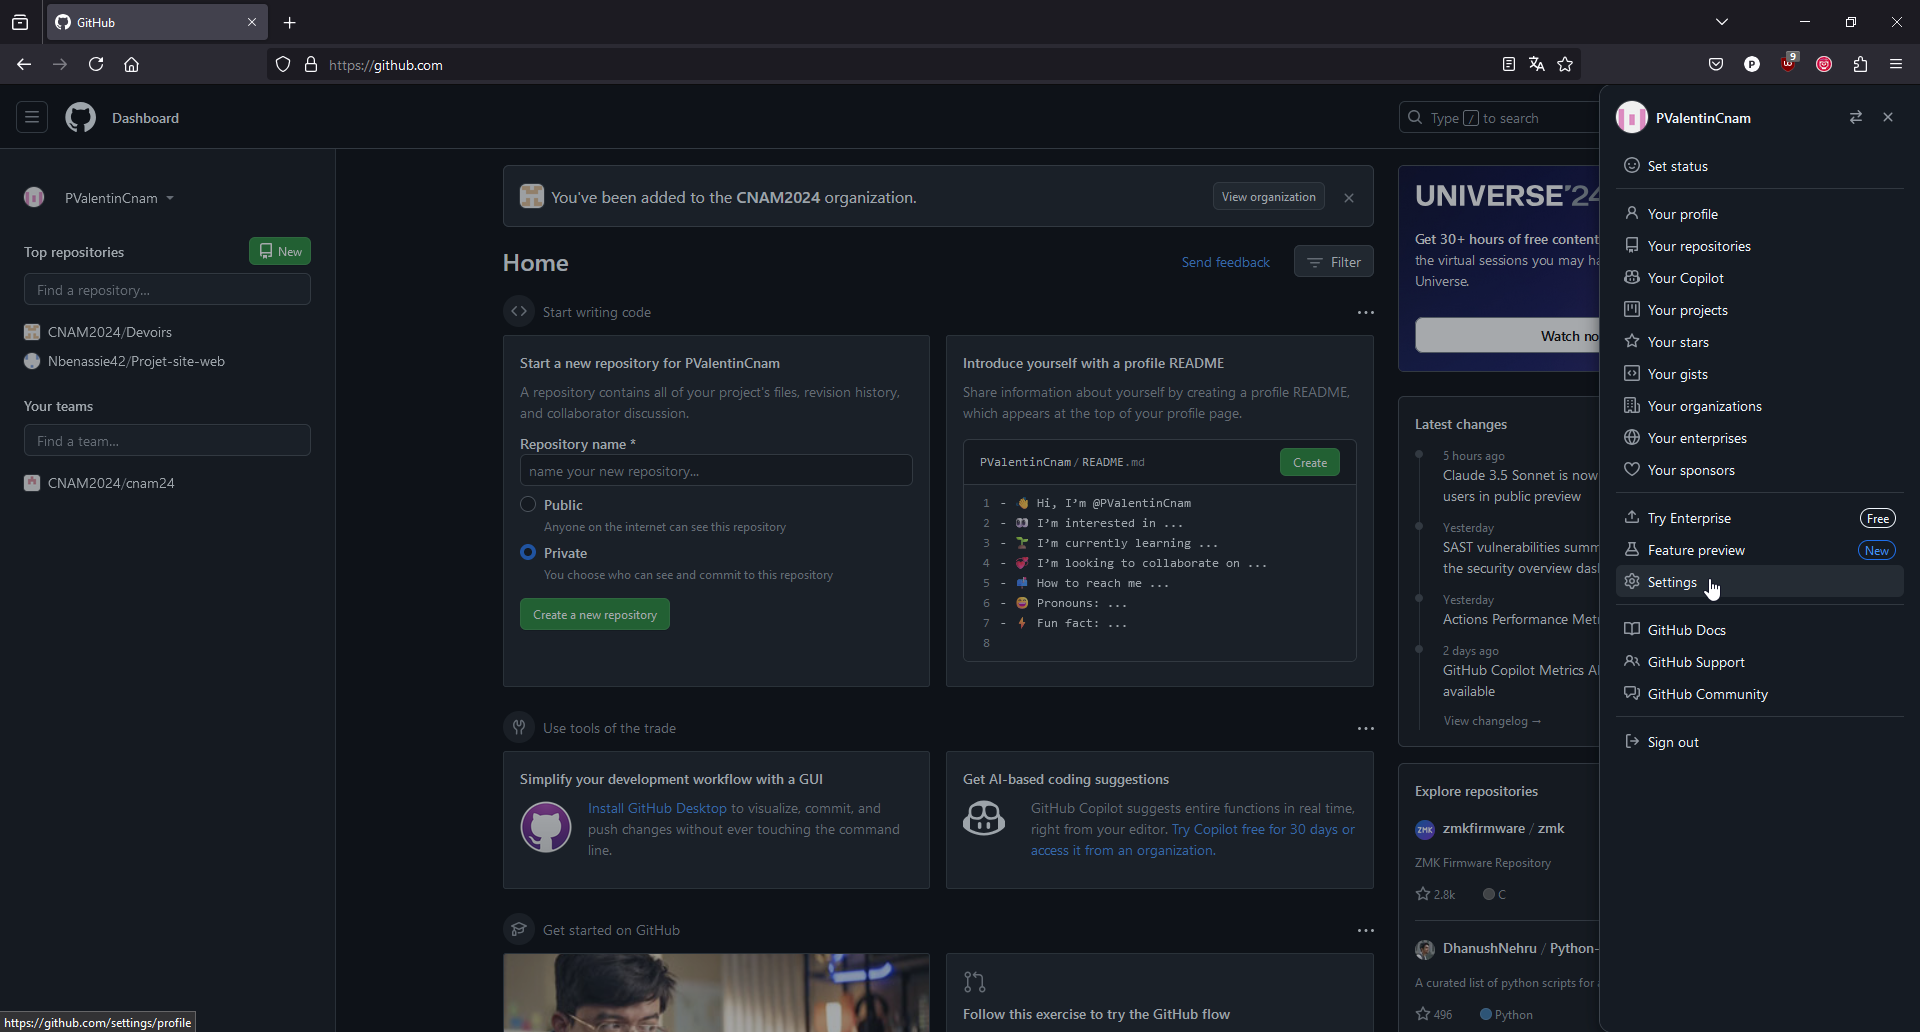 GitHub
https://github.com
9
P
Dashboard
Type / to search
PValentinCnam
Top repositories
New
Find a repository...
CNAM2024/Devoirs
Nbenassie42/Projet-site-web
Your teams
Find a team...
CNAM2024/cnam24
You've been added to the CNAM2024 organization.
View organization
Home
Send feedback
Filter
Start writing code
Start a new repository for PValentinCnam
A repository contains all of your project's files, revision history,
and collaborator discussion.
Repository name *
name your new repository...
Public
Anyone on the internet can see this repository
Private
You choose who can see and commit to this repository
Create a new repository
Introduce yourself with a profile README
Share information about yourself by creating a profile README,
which appears at the top of your profile page.
PValentinCnam / README.md
Create
1 - 👋 Hi, I'm @PValentinCnam
2 - 👀 I'm interested in ...
3 - 🌱 I'm currently learning ...
4 - 💞️ I'm looking to collaborate on ...
5 - 📫 How to reach me ...
6 - 😄 Pronouns: ...
7 - ⚡ Fun fact: ...
8
Use tools of the trade
Simplify your development workflow with a GUI
Install GitHub Desktop to visualize, commit, and
push changes without ever touching the command
line.
Get AI-based coding suggestions
GitHub Copilot suggests entire functions in real time,
right from your editor. Try Copilot free for 30 days or
access it from an organization.
Get started on GitHub
Follow this exercise to try the GitHub flow
UNIVERSE'24
Get 30+ hours of free content
the virtual sessions you may ha
Universe.
Watch no
Latest changes
5 hours ago
Claude 3.5 Sonnet is now
users in public preview
Yesterday
SAST vulnerabilities summ
the security overview das
Yesterday
Actions Performance Met
2 days ago
GitHub Copilot Metrics A
available
View changelog →
Explore repositories
ZMK
zmkfirmware / zmk
ZMK Firmware Repository
2.8k
C
DhanushNehru / Python-
A curated list of python scripts for
496
Python
PValentinCnam
Set status
Your profile
Your repositories
Your Copilot
Your projects
Your stars
Your gists
Your organizations
Your enterprises
Your sponsors
Try Enterprise
Free
Feature preview
New
Settings
GitHub Docs
GitHub Support
GitHub Community
Sign out
https://github.com/settings/profile